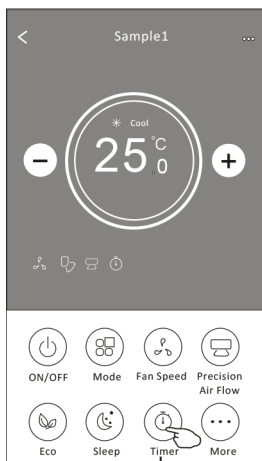 Sample1
Cool
25.0 °C
ON/OFF Mode Fan Speed Precision Air Flow
Eco Sleep Timer More